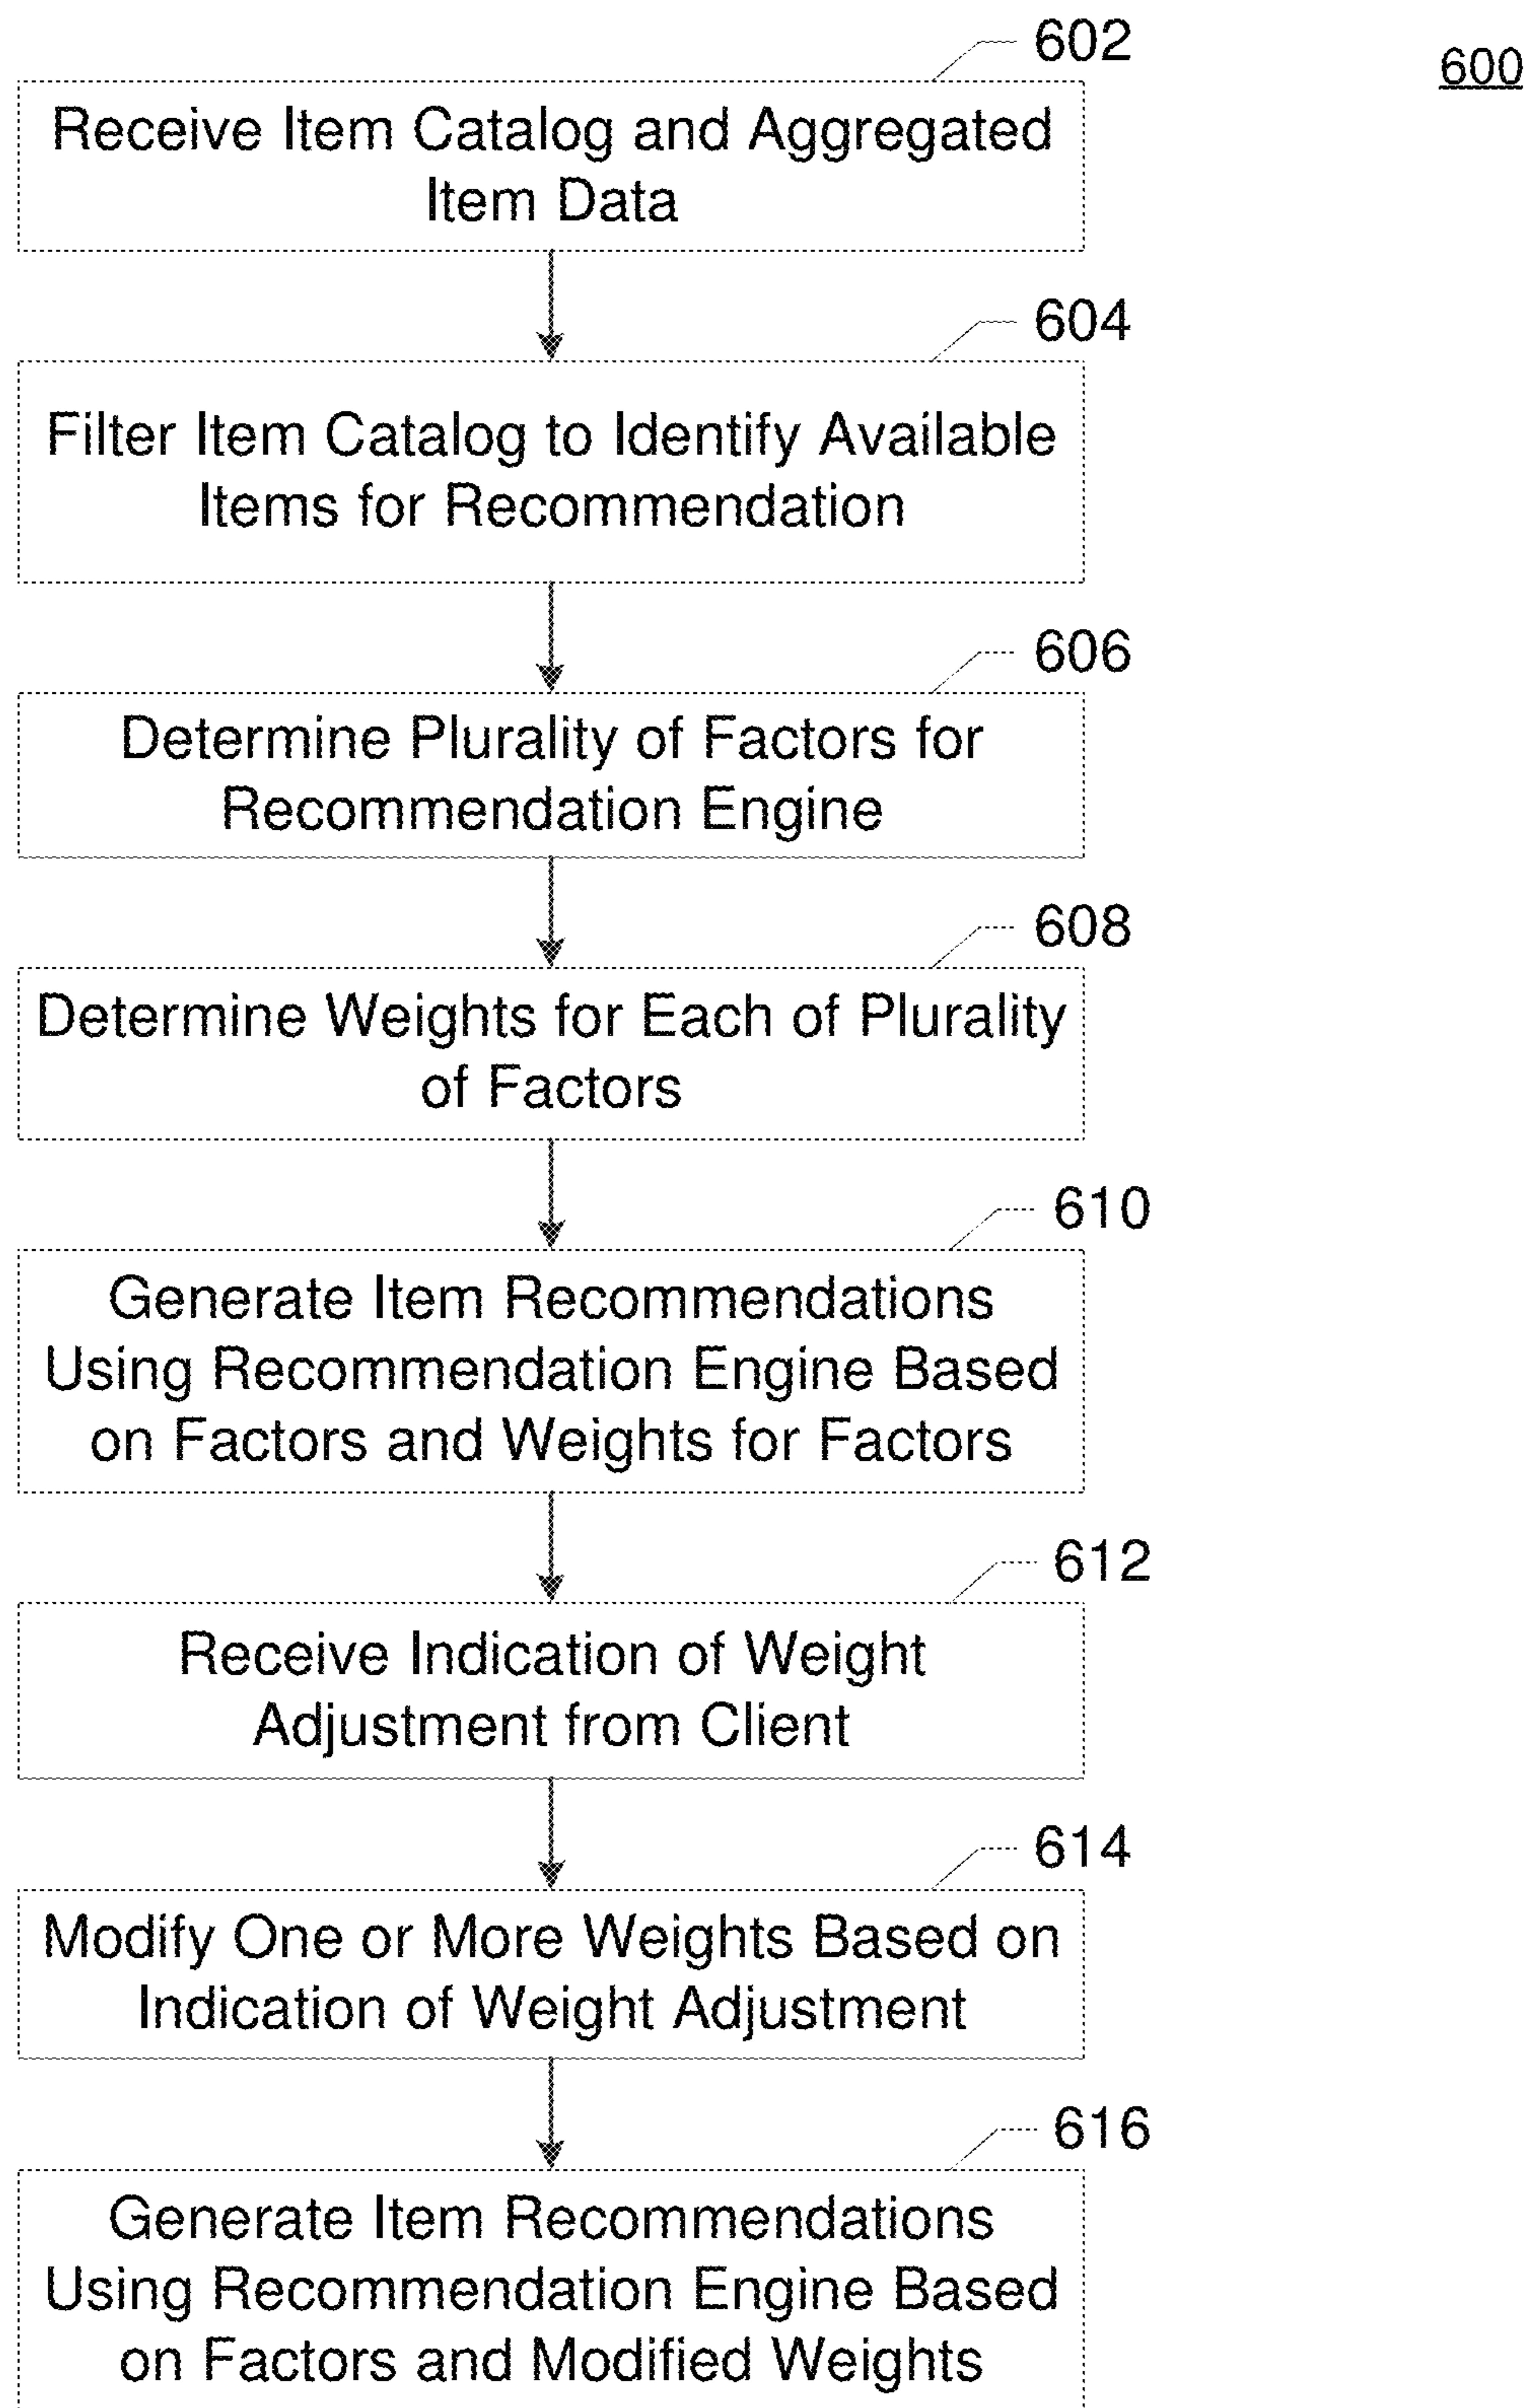 602
600
Receive Item Catalog and Aggregated
Item Data
604
Filter Item Catalog to Identify Available
Items for Recommendation
606
Determine Plurality of Factors for
Recommendation Engine
608
Determine Weights for Each of Plurality
of Factors
610
Generate Item Recommendations
Using Recommendation Engine Based
on Factors and Weights for Factors
612
Receive Indication of Weight
Adjustment from Client
614
Modify One or More Weights Based on
Indication of Weight Adjustment
616
Generate Item Recommendations
Using Recommendation Engine Based
on Factors and Modified Weights